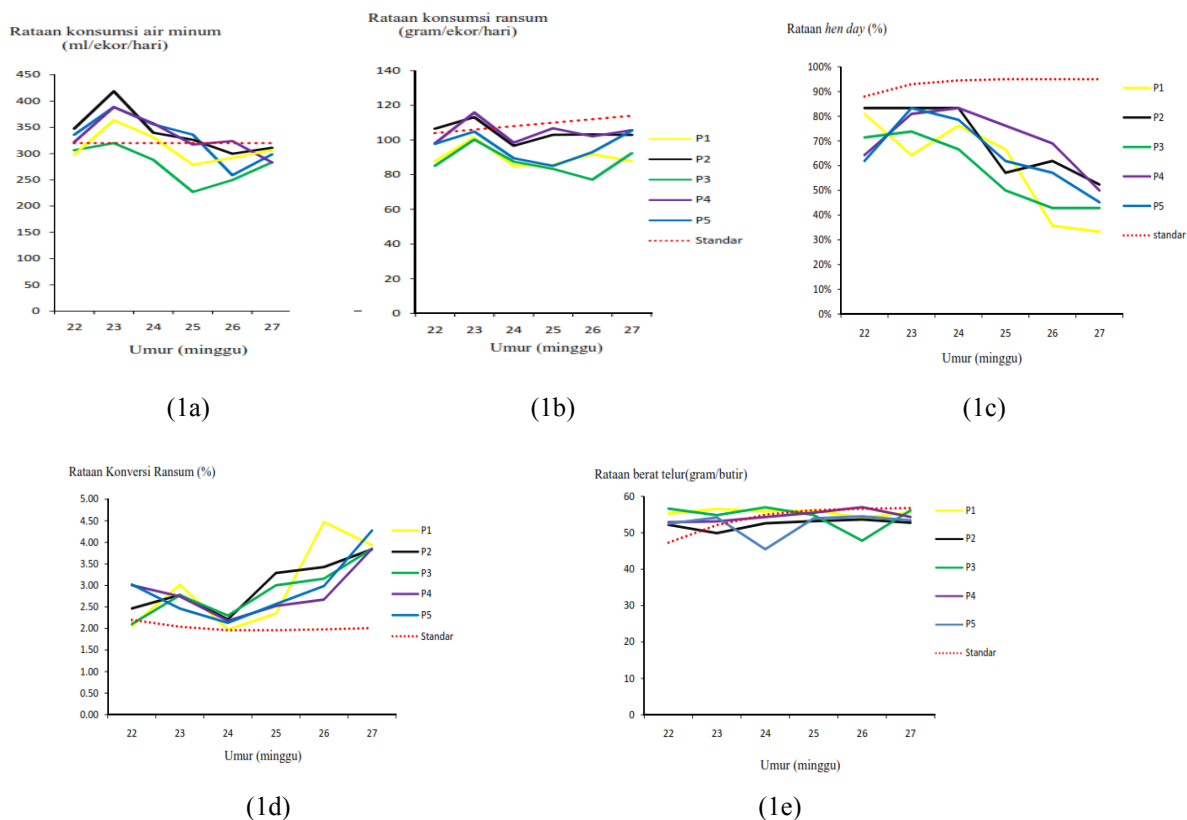 Rataan konsumsi air minum
(ml/ekor/hari)
450
400
350
300
250
200
150
100
50
0
22 23 24 25 26 27
Umur (minggu)
(1a)
Rataan konsumsi ransum
(gram/ekor/hari)
140
120
100
80
60
40
20
0
22 23 24 25 26 27
Umur (minggu)
P1
P2
P3
P4
P5
Standar
(1b)
Rataan hen day (%)
100%
90%
80%
70%
60%
50%
40%
30%
20%
10%
0%
22 23 24 25 26 27
Umur (minggu)
P1
P2
P3
P4
P5
standar
(1c)
Rataan Konversi Ransum (%)
5.00
4.50
4.00
3.50
3.00
2.50
2.00
1.50
1.00
0.50
0.00
22 23 24 25 26 27
Umur (minggu)
P1
P2
P3
P4
P5
Standar
(1d)
Rataan berat telur(gram/butir)
60
50
40
30
20
10
0
22 23 24 25 26 27
Umur (minggu)
P1
P2
P3
P4
P5
Standar
(1e)